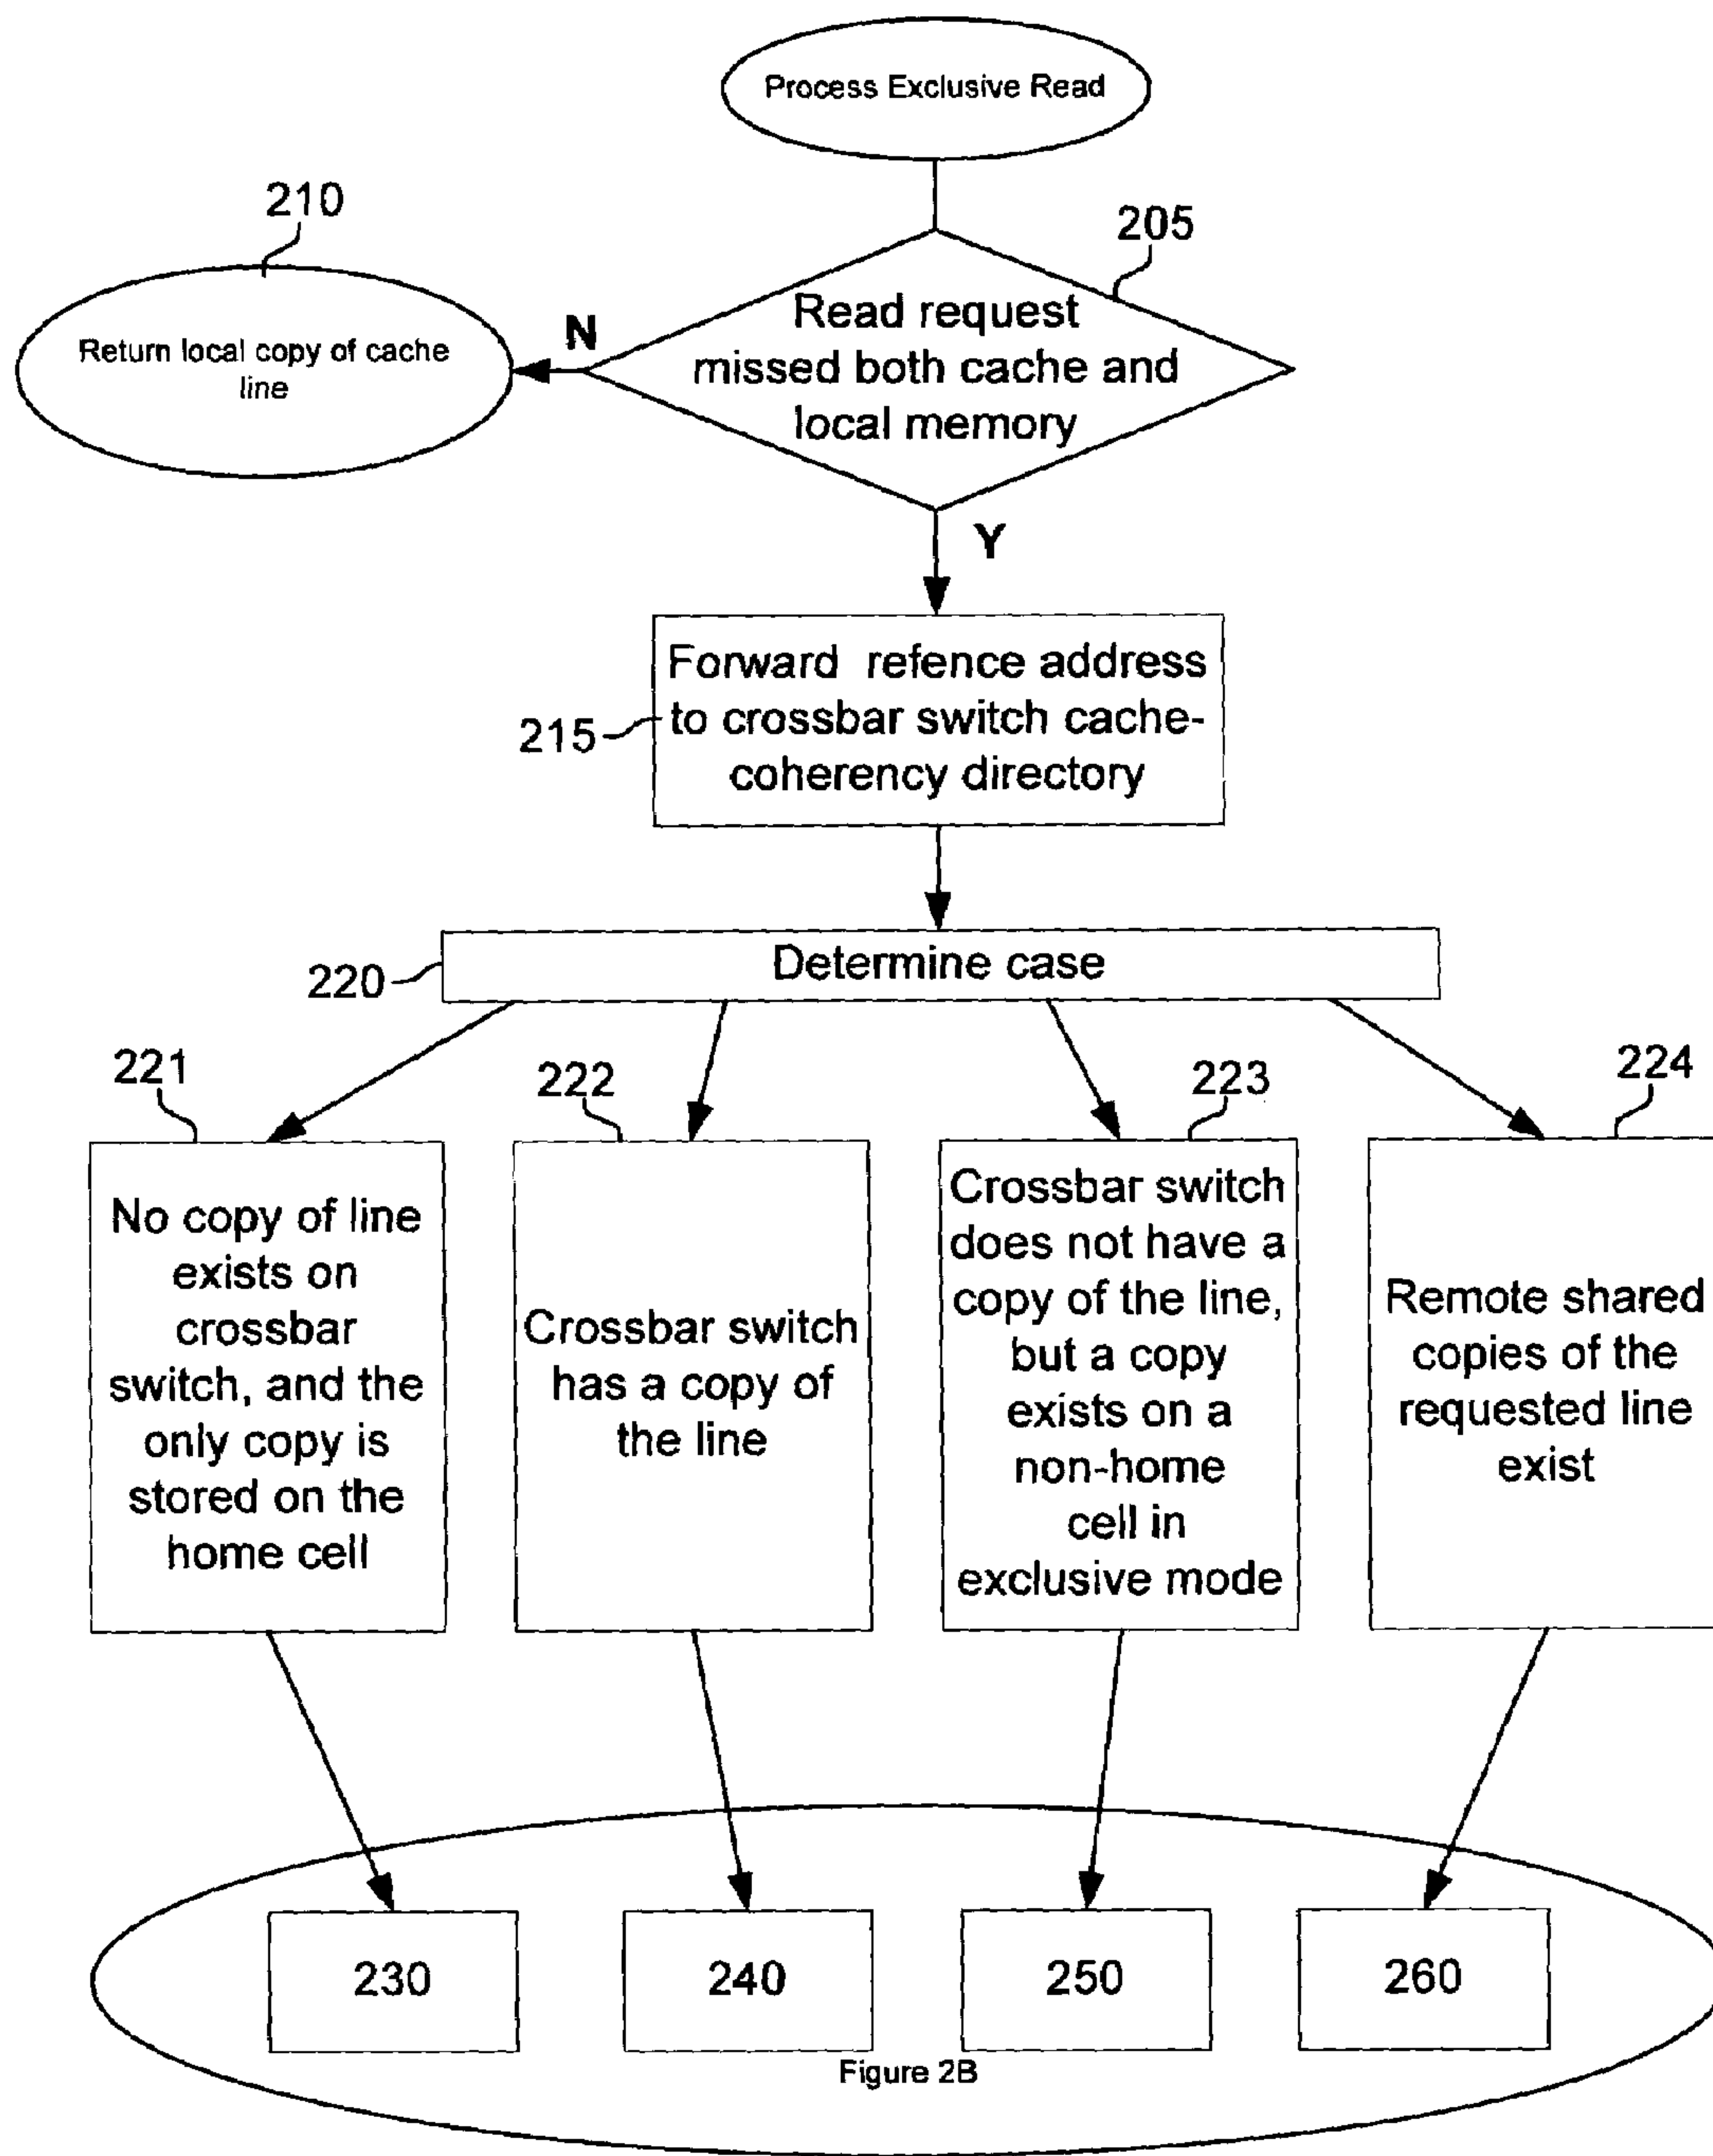 Process Exclusive Read
210
205
Read request
missed both cache and
local memory
N
Return local copy of cache
line
Y
Forward refence address
to crossbar switch cache-
coherency directory
215
Determine case
220
221
222
223
224
No copy of line
exists on
crossbar
switch, and the
only copy is
stored on the
home cell
Crossbar switch
has a copy of
the line
Crossbar switch
does not have a
copy of the line,
but a copy
exists on a
non-home
cell in
exclusive mode
Remote shared
copies of the
requested line
exist
230
240
250
260
Figure 2B